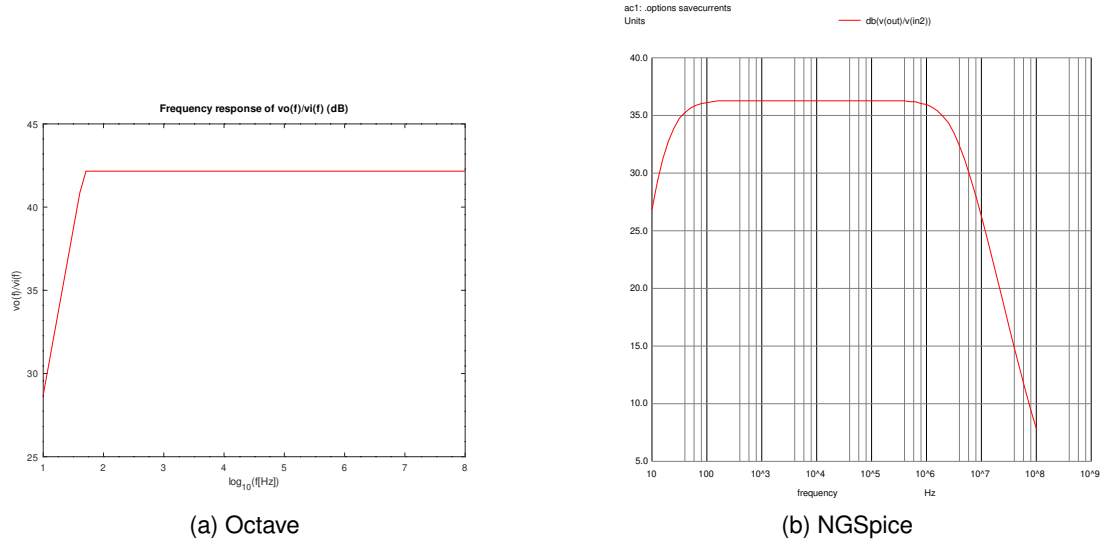 Frequency response of vo(f)/vi(f) (dB)
45
40
35
30
25
vo(f)/vi(f)
1 2 3 4 5 6 7 8
log10(f[Hz])
(a) Octave
ac1: .options savecurrents
Units
db(v(out)/v(in2))
40.0
35.0
30.0
25.0
20.0
15.0
10.0
5.0
10 100 10^3 10^4 10^5 10^6 10^7 10^8 10^9
frequency Hz
(b) NGSpice